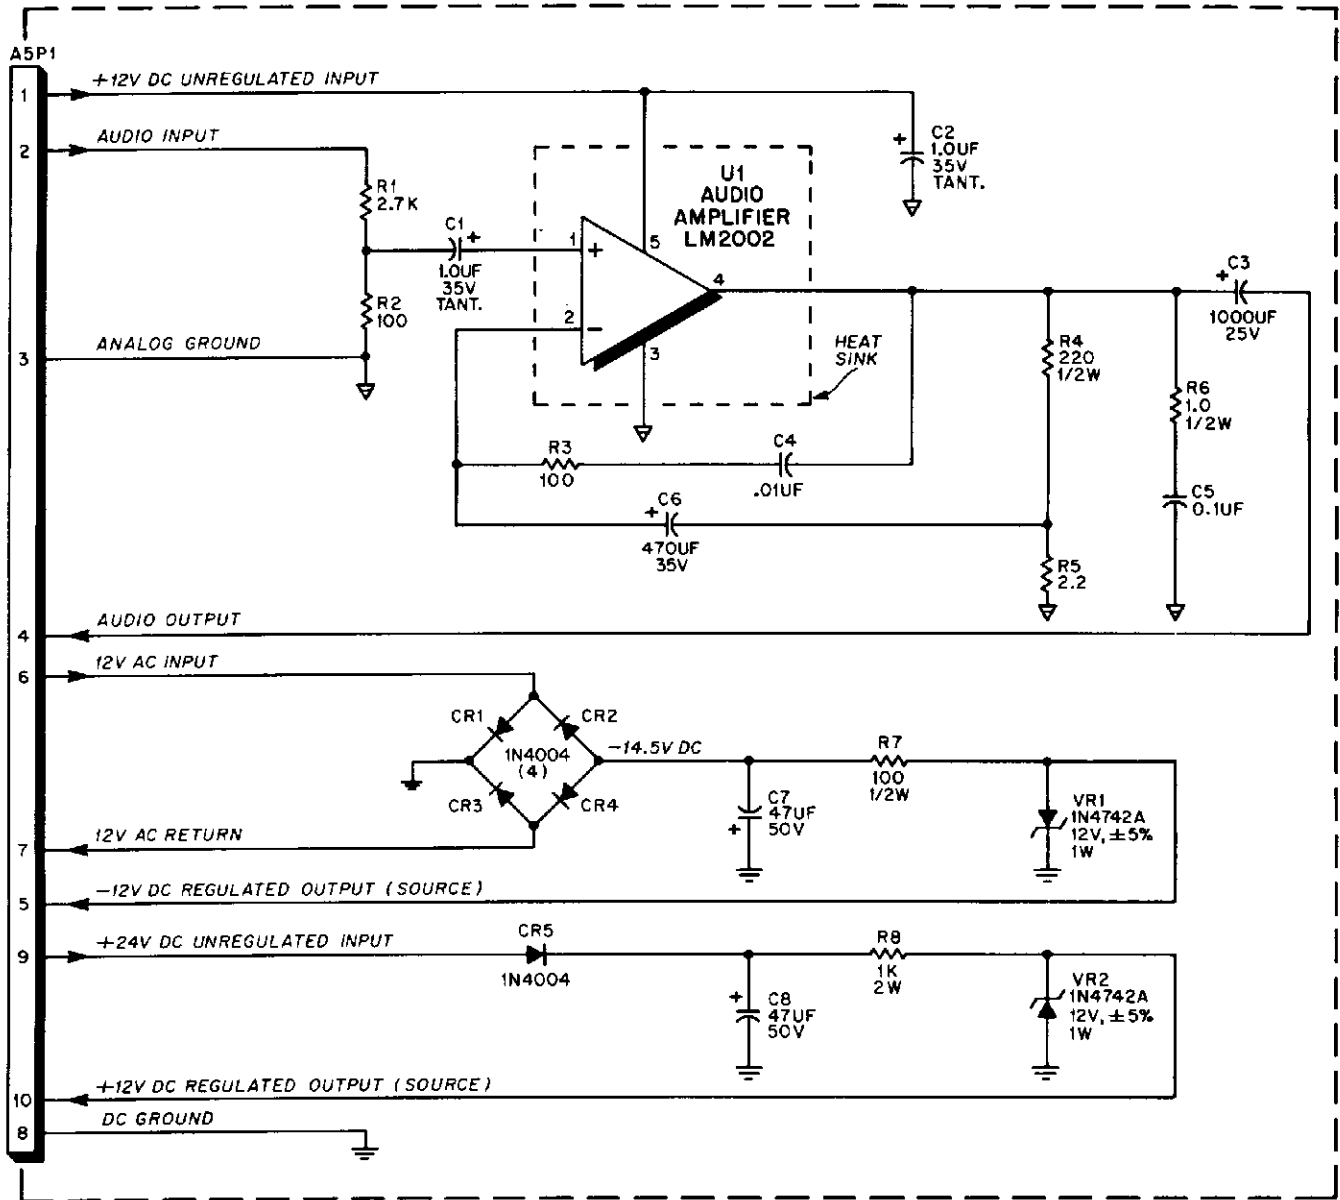 A5P1
1
+12V DC UNREGULATED INPUT
2
AUDIO INPUT
R1
2.7K
C1
+
1.0UF
35V
TANT.
R2
100
3
ANALOG GROUND
U1
AUDIO
AMPLIFIER
LM2002
1
+
5
4
2
−
3
HEAT
SINK
+
C2
1.0UF
35V
TANT.
+
C3
1000UF
25V
R4
220
1/2W
R6
1.0
1/2W
R3
100
C4
.01UF
+
C6
470UF
35V
C5
0.1UF
R5
2.2
4
AUDIO OUTPUT
6
12V AC INPUT
CR1
CR2
1N4004
(4)
CR3
CR4
−14.5V DC
R7
100
1/2W
C7
47UF
50V
+
VR1
1N4742A
12V, ±5%
1W
7
12V AC RETURN
5
−12V DC REGULATED OUTPUT (SOURCE)
9
+24V DC UNREGULATED INPUT
CR5
1N4004
R8
1K
2W
+
C8
47UF
50V
VR2
1N4742A
12V, ±5%
1W
10
+12V DC REGULATED OUTPUT (SOURCE)
8
DC GROUND